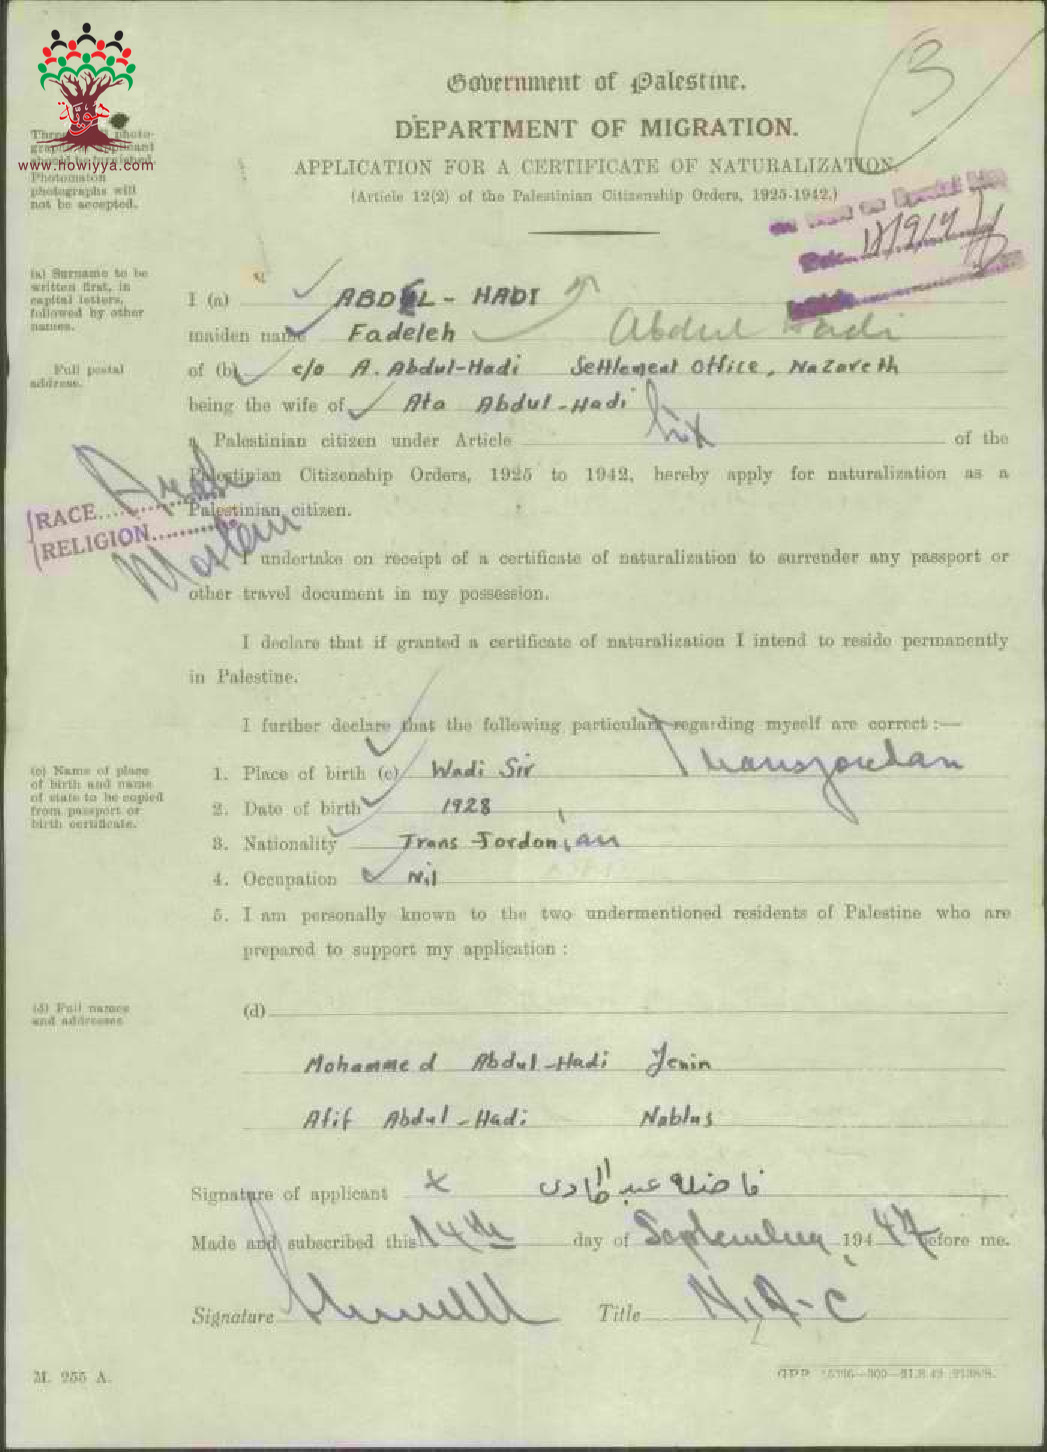 هوية
www.howiyya.com
3
Government of Palestine.
DEPARTMENT OF MIGRATION.
APPLICATION FOR A CERTIFICATE OF NATURALIZATION.
(Article 12(2) of the Palestinian Citizenship Orders, 1925-1942.)
Photomaton
photographs will
not be accepted.
(a) Surname to be
written first, in
capital letters,
followed by other
names.
I (a) ABDUL - HADI
maiden name Fadeleh Abdul Hadi
Full postal
address.
of (b) c/o A. Abdul-Hadi Settlement Office, Nazareth
being the wife of Ata Abdul-Hadi
a Palestinian citizen under Article of the
Palestinian Citizenship Orders, 1925 to 1942, hereby apply for naturalization as a
Palestinian citizen.
RACE Arab
RELIGION Moslem
I undertake on receipt of a certificate of naturalization to surrender any passport or
other travel document in my possession.
I declare that if granted a certificate of naturalization I intend to reside permanently
in Palestine.
I further declare that the following particulars regarding myself are correct :—
(c) Name of place
of birth and name
of state to be copied
from passport or
birth certificate.
1. Place of birth (c) Wadi Sir Transjordan
2. Date of birth 1928
3. Nationality Trans Jordonian
4. Occupation Nil
5. I am personally known to the two undermentioned residents of Palestine who are
prepared to support my application :
(d) Full names
and addresses
(d)
Mohammed Abdul-Hadi Jenin
Afif Abdul-Hadi Nablus
Signature of applicant x فاضله عبد الهادى
Made and subscribed this 14th day of September 1947 before me.
Signature Title
M. 255 A.